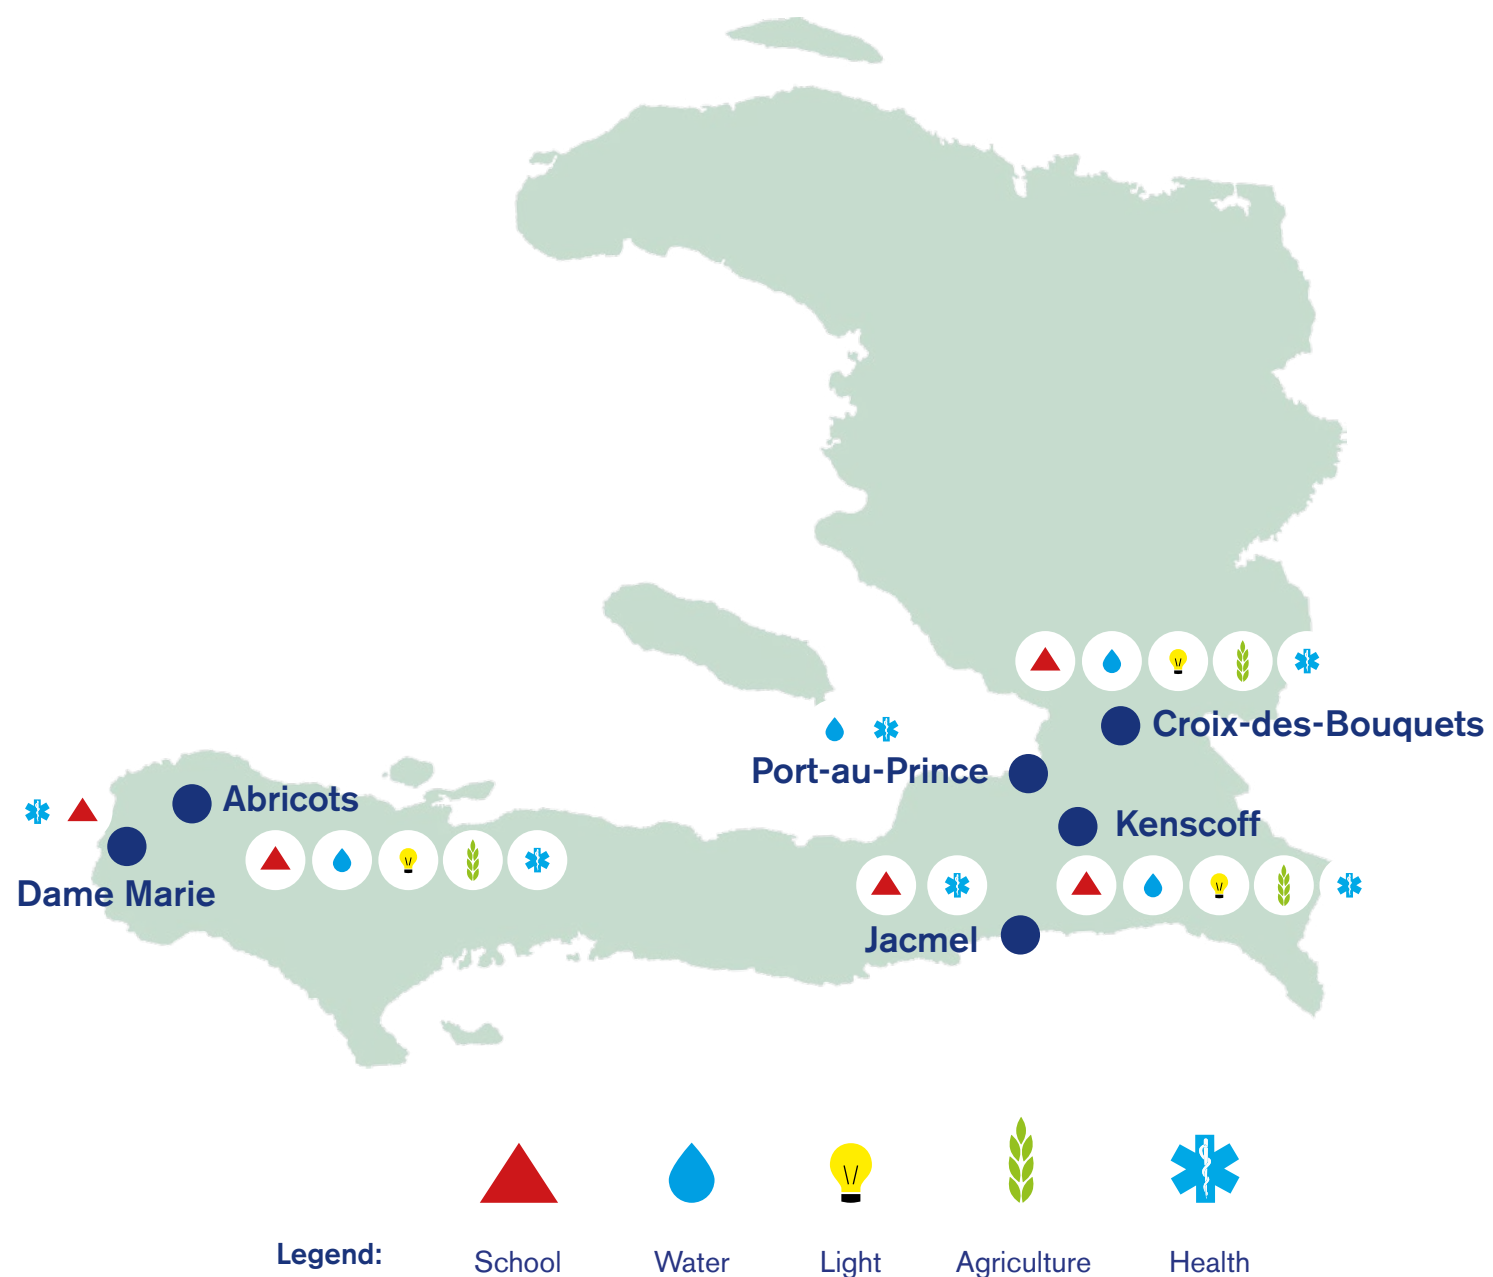 Croix-des-Bouquets
Port-au-Prince
Abricots
Kenscoff
Dame Marie
Jacmel
Legend:
School
Water
Light
Agriculture
Health